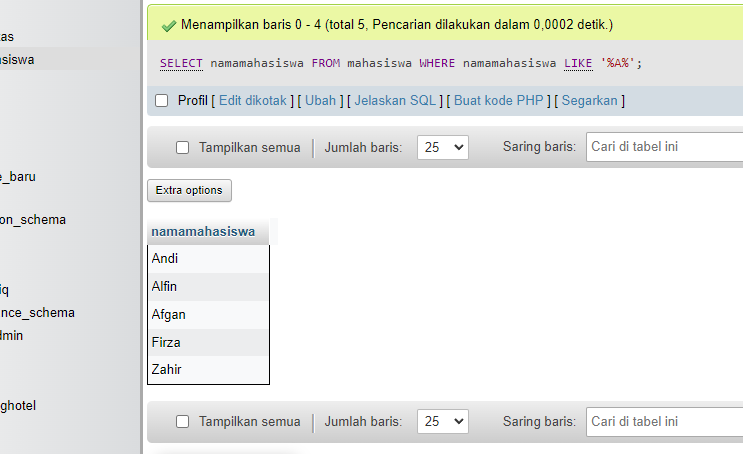 Menampilkan baris 0 - 4 (total 5, Pencarian dilakukan dalam 0,0002 detik.)
SELECT namamahasiswa FROM mahasiswa WHERE namamahasiswa LIKE '%A%';
Profil [ Edit dikotak ] [ Ubah ] [ Jelaskan SQL ] [ Buat kode PHP ] [ Segarkan ]
Tampilkan semua Jumlah baris: 25 Saring baris: Cari di tabel ini
Extra options
namamahasiswa
Andi
Alfin
Afgan
Firza
Zahir
Tampilkan semua Jumlah baris: 25 Saring baris: Cari di tabel ini
as
siswa
e_baru
on_schema
iq
nce_schema
dmin
ghotel